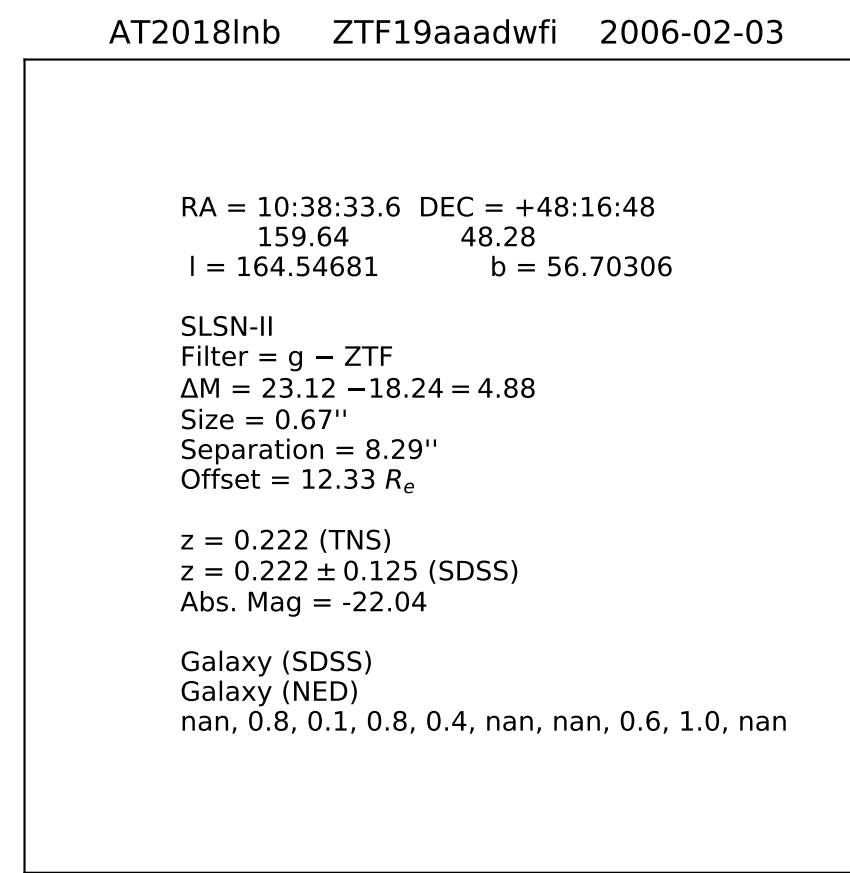 AT2018lnb ZTF19aaadwfi 2006-02-03
RA = 10:38:33.6 DEC = +48:16:48
159.64 48.28
l = 164.54681 b = 56.70306
SLSN-II
Filter = g − ZTF
ΔM = 23.12 −18.24 = 4.88
Size = 0.67''
Separation = 8.29''
Offset = 12.33 Rₑ
z = 0.222 (TNS)
z = 0.222 ± 0.125 (SDSS)
Abs. Mag = -22.04
Galaxy (SDSS)
Galaxy (NED)
nan, 0.8, 0.1, 0.8, 0.4, nan, nan, 0.6, 1.0, nan